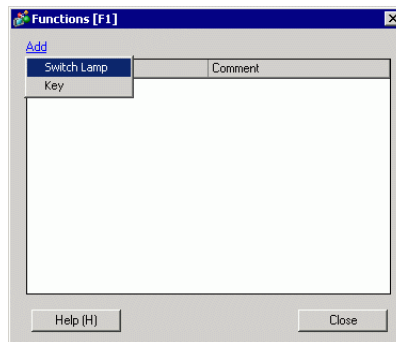 Functions [F1]
Add
Switch Lamp
Comment
Key
Help (H)
Close